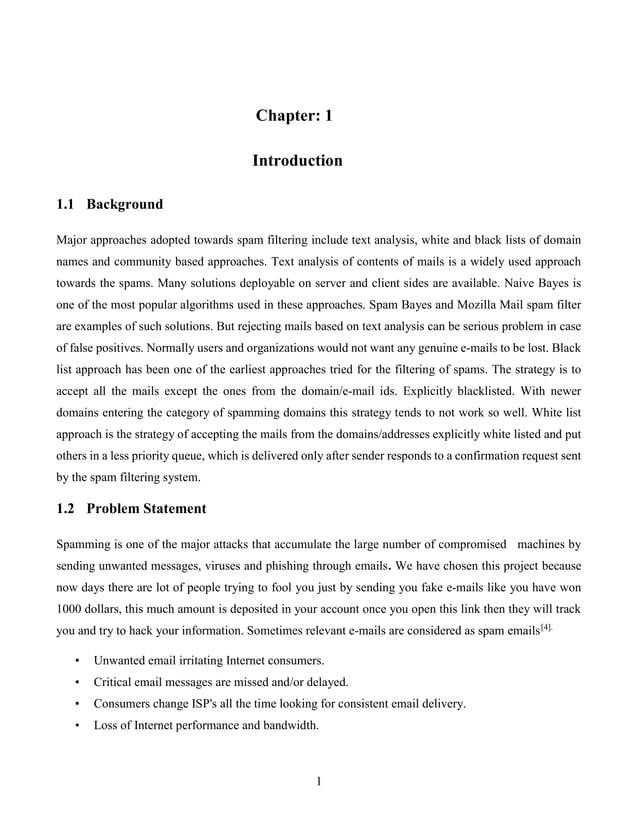 Chapter: 1
Introduction
1.1 Background
Major approaches adopted towards spam filtering include text analysis, white and black lists of domain
names and community based approaches. Text analysis of contents of mails is a widely used approach
towards the spams. Many solutions deployable on server and client sides are available. Naive Bayes is
one of the most popular algorithms used in these approaches. Spam Bayes and Mozilla Mail spam filter
are examples of such solutions. But rejecting mails based on text analysis can be serious problem in case
of false positives. Normally users and organizations would not want any genuine e-mails to be lost. Black
list approach has been one of the earliest approaches tried for the filtering of spams. The strategy is to
accept all the mails except the ones from the domain/e-mail ids. Explicitly blacklisted. With newer
domains entering the category of spamming domains this strategy tends to not work so well. White list
approach is the strategy of accepting the mails from the domains/addresses explicitly white listed and put
others in a less priority queue, which is delivered only after sender responds to a confirmation request sent
by the spam filtering system.
1.2 Problem Statement
Spamming is one of the major attacks that accumulate the large number of compromised machines by
sending unwanted messages, viruses and phishing through emails. We have chosen this project because
now days there are lot of people trying to fool you just by sending you fake e-mails like you have won
1000 dollars, this much amount is deposited in your account once you open this link then they will track
you and try to hack your information. Sometimes relevant e-mails are considered as spam emails[4].
• Unwanted email irritating Internet consumers.
• Critical email messages are missed and/or delayed.
• Consumers change ISP's all the time looking for consistent email delivery.
• Loss of Internet performance and bandwidth.
1